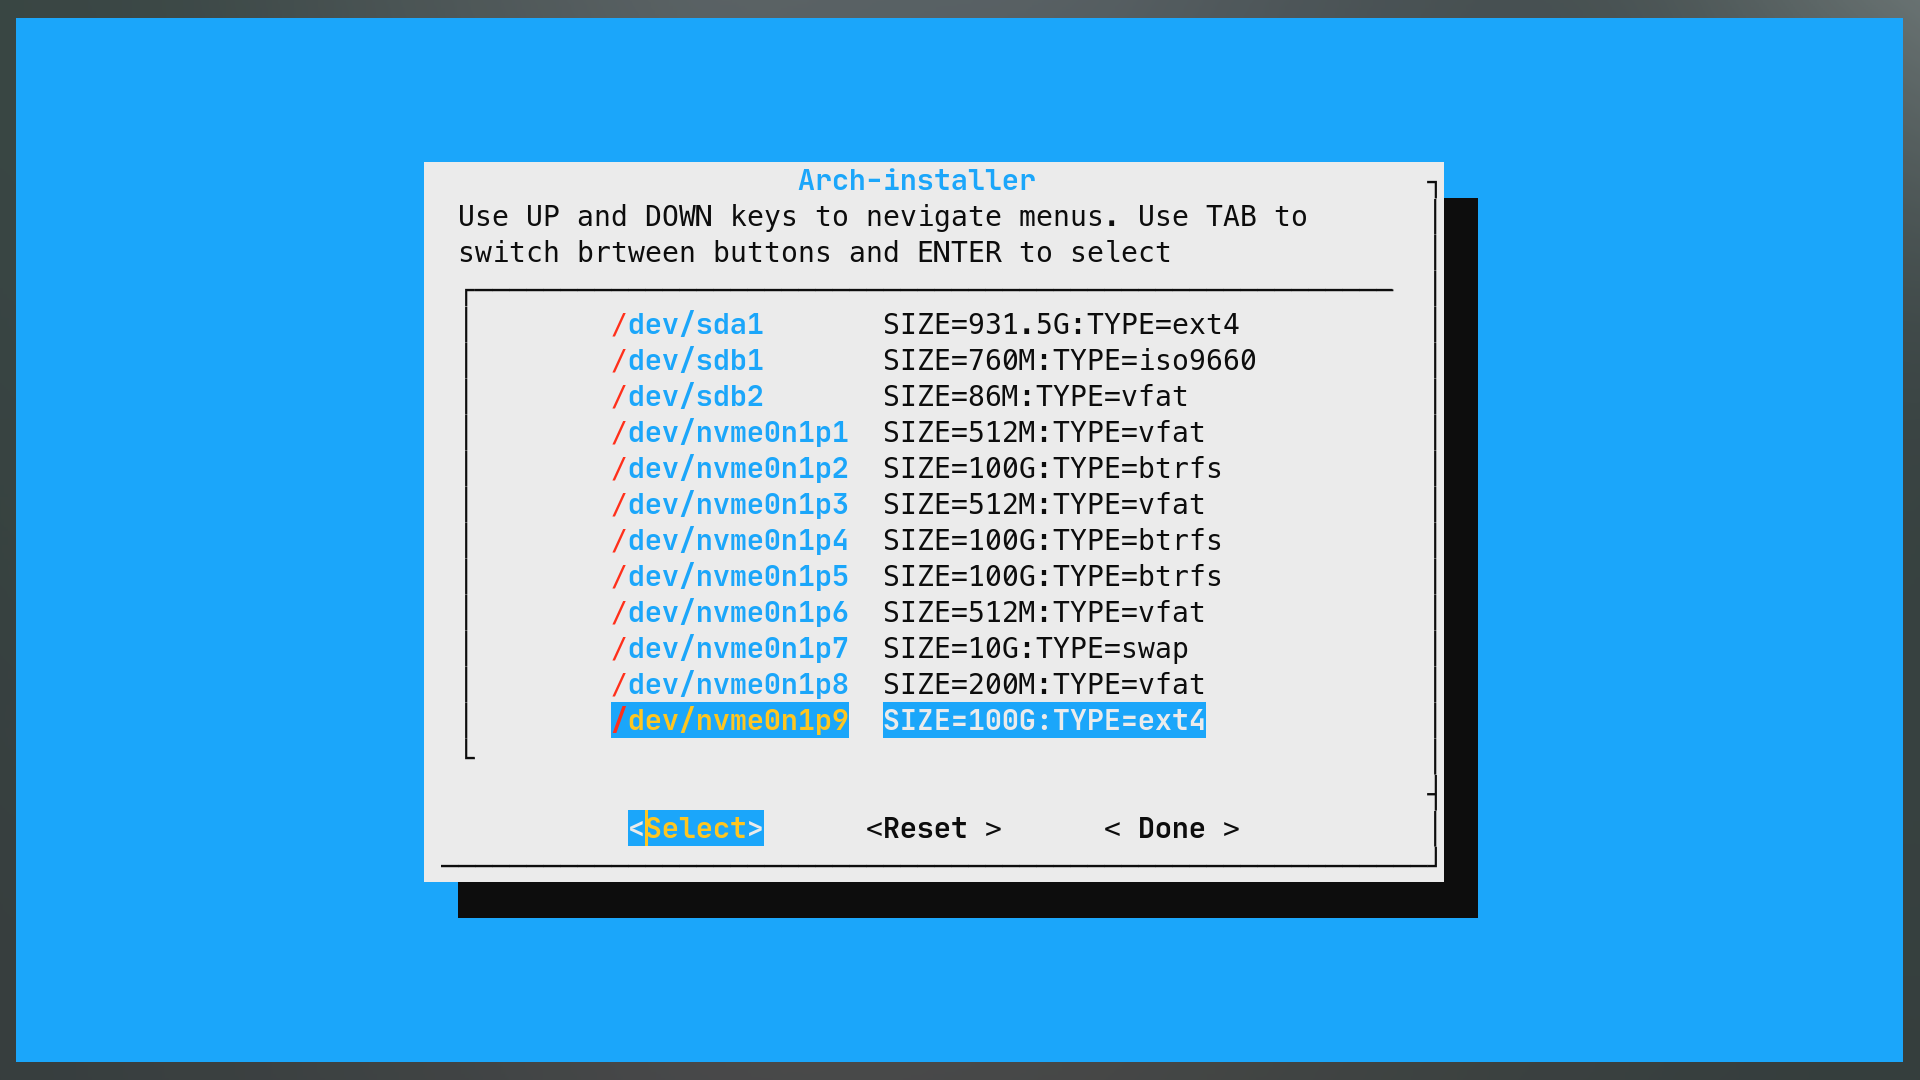 Arch-installer
Use UP and DOWN keys to nevigate menus. Use TAB to
switch brtween buttons and ENTER to select
/dev/sda1 SIZE=931.5G:TYPE=ext4
/dev/sdb1 SIZE=760M:TYPE=iso9660
/dev/sdb2 SIZE=86M:TYPE=vfat
/dev/nvme0n1p1 SIZE=512M:TYPE=vfat
/dev/nvme0n1p2 SIZE=100G:TYPE=btrfs
/dev/nvme0n1p3 SIZE=512M:TYPE=vfat
/dev/nvme0n1p4 SIZE=100G:TYPE=btrfs
/dev/nvme0n1p5 SIZE=100G:TYPE=btrfs
/dev/nvme0n1p6 SIZE=512M:TYPE=vfat
/dev/nvme0n1p7 SIZE=10G:TYPE=swap
/dev/nvme0n1p8 SIZE=200M:TYPE=vfat
/dev/nvme0n1p9 SIZE=100G:TYPE=ext4
<Select> <Reset > < Done >